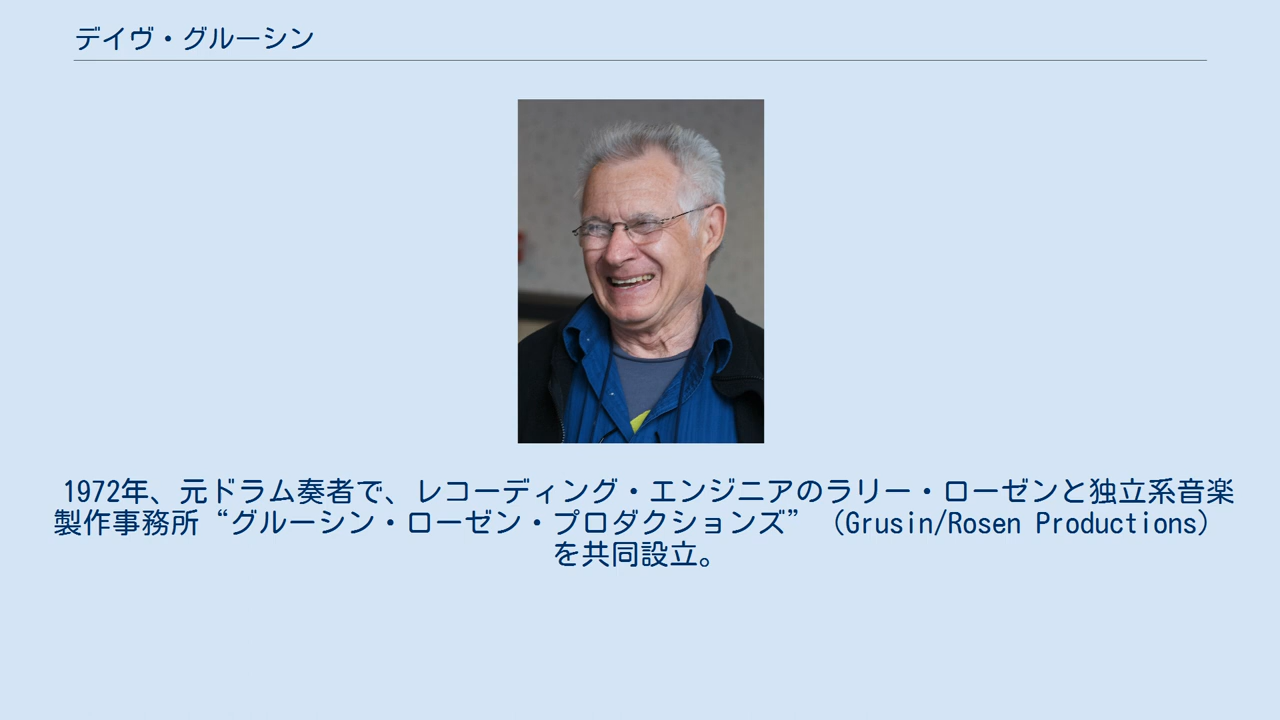 デイヴ・グルーシン
1972年、元ドラム奏者で、レコーディング・エンジニアのラリー・ローゼンと独立系音楽
製作事務所“グルーシン・ローゼン・プロダクションズ”（Grusin/Rosen Productions）
を共同設立。